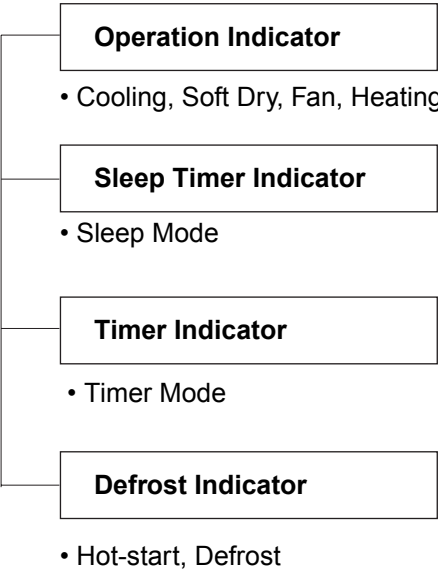 Operation Indicator
• Cooling, Soft Dry, Fan, Heating
Sleep Timer Indicator
• Sleep Mode
Timer Indicator
• Timer Mode
Defrost Indicator
• Hot-start, Defrost